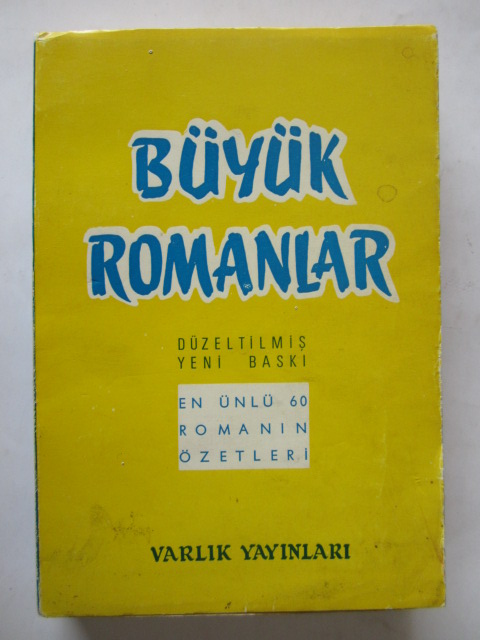 BÜYÜK
ROMANLAR
DÜZELTİLMİŞ
YENİ BASKI
EN ÜNLÜ 60
ROMANIN
ÖZETLERİ
VARLIK YAYINLARI